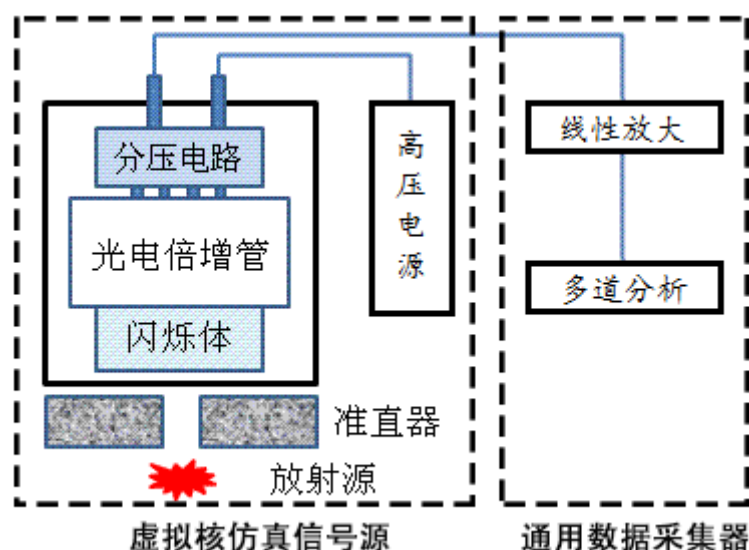 分压电路
光电倍增管
闪烁体
高压电源
准直器
放射源
虚拟核仿真信号源
线性放大
多道分析
通用数据采集器